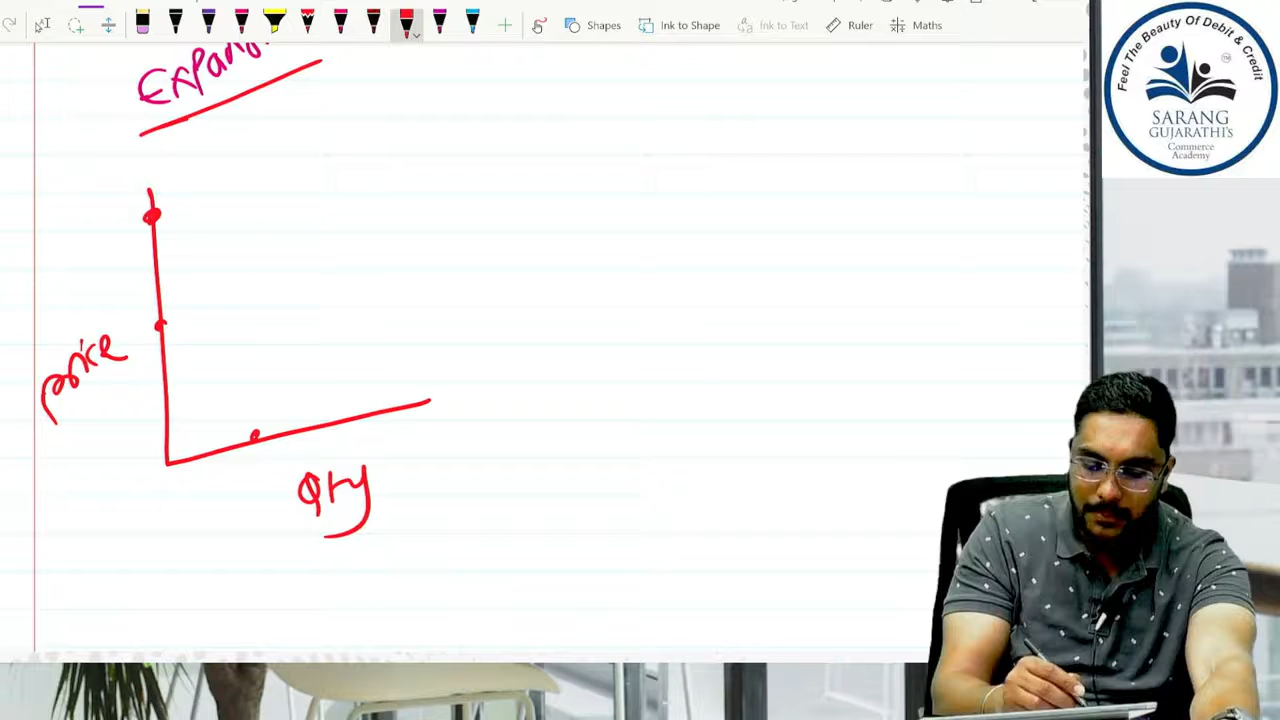 Shapes
Ink to Shape
Ink to Text
Ruler
Maths
price
Qty
Feel The Beauty Of Debit & Credit
TM
SARANG
GUJARATHI'S
Commerce
Academy